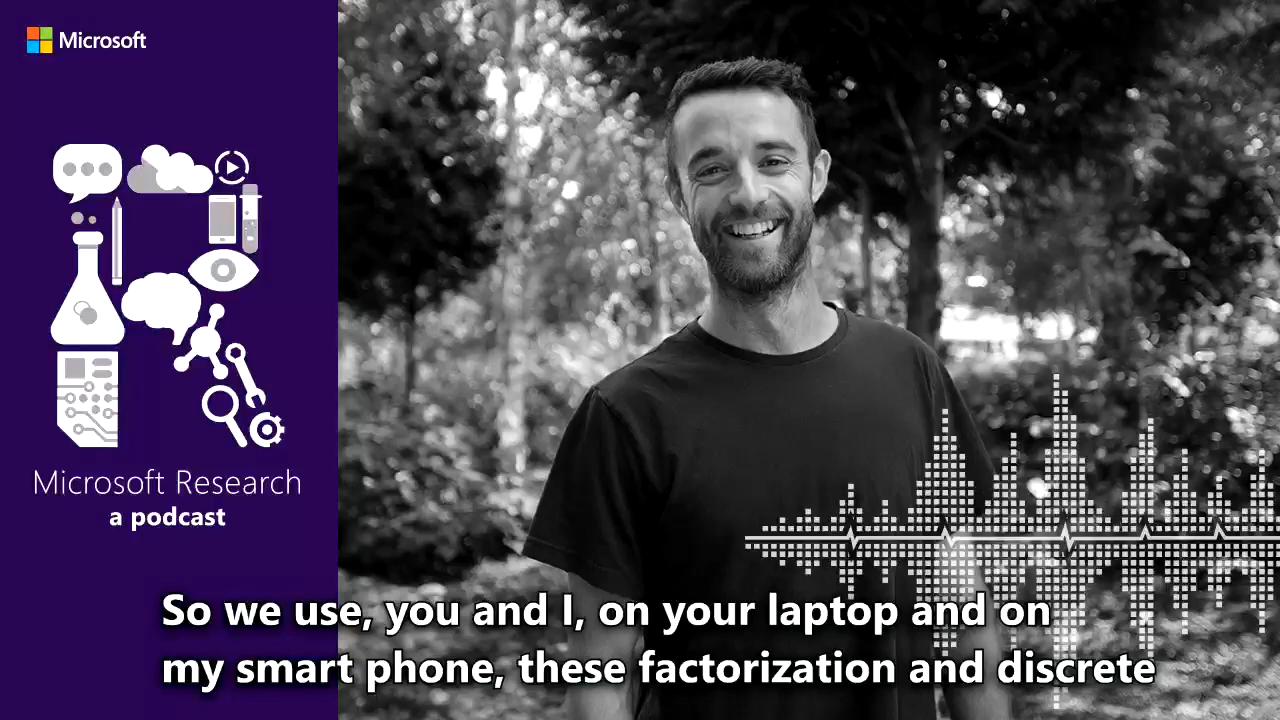 Microsoft
Microsoft Research
a podcast
So we use, you and I, on your laptop and on
my smart phone, these factorization and discrete